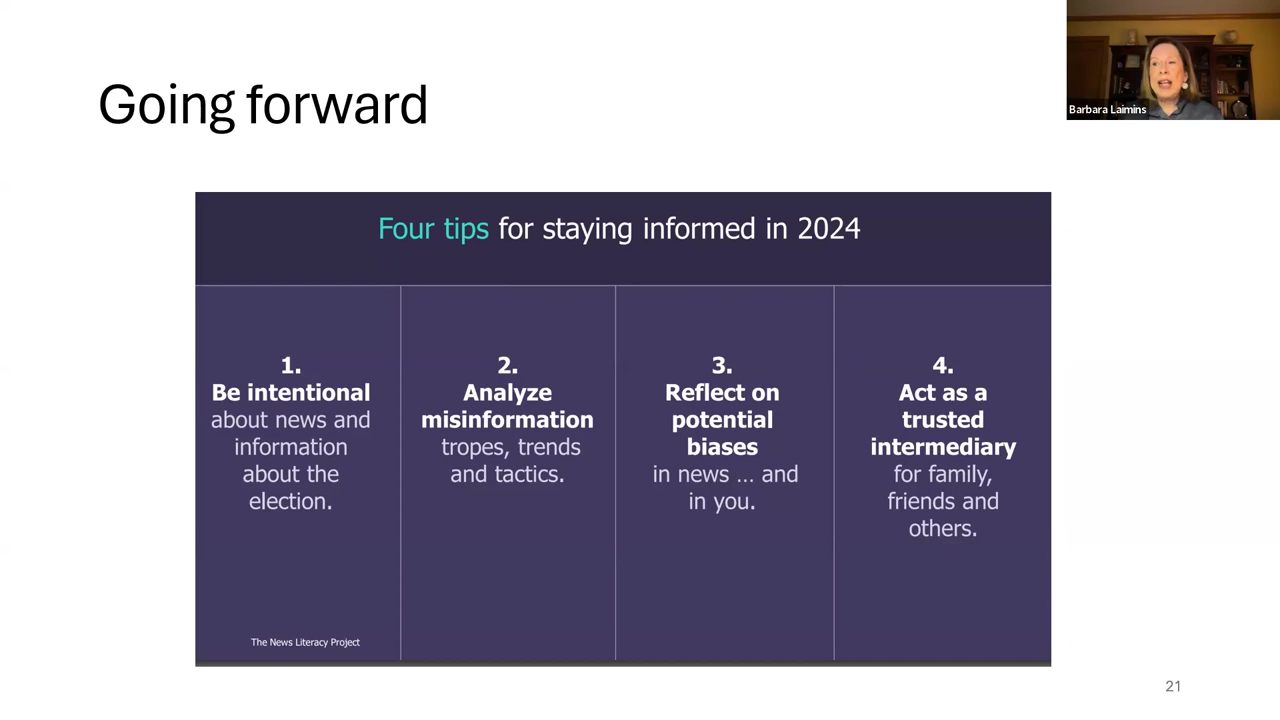 Going forward
Barbara Laimins
Four tips for staying informed in 2024
1.
Be intentional
about news and
information
about the
election.
2.
Analyze
misinformation
tropes, trends
and tactics.
3.
Reflect on
potential
biases
in news … and
in you.
4.
Act as a
trusted
intermediary
for family,
friends and
others.
The News Literacy Project
21